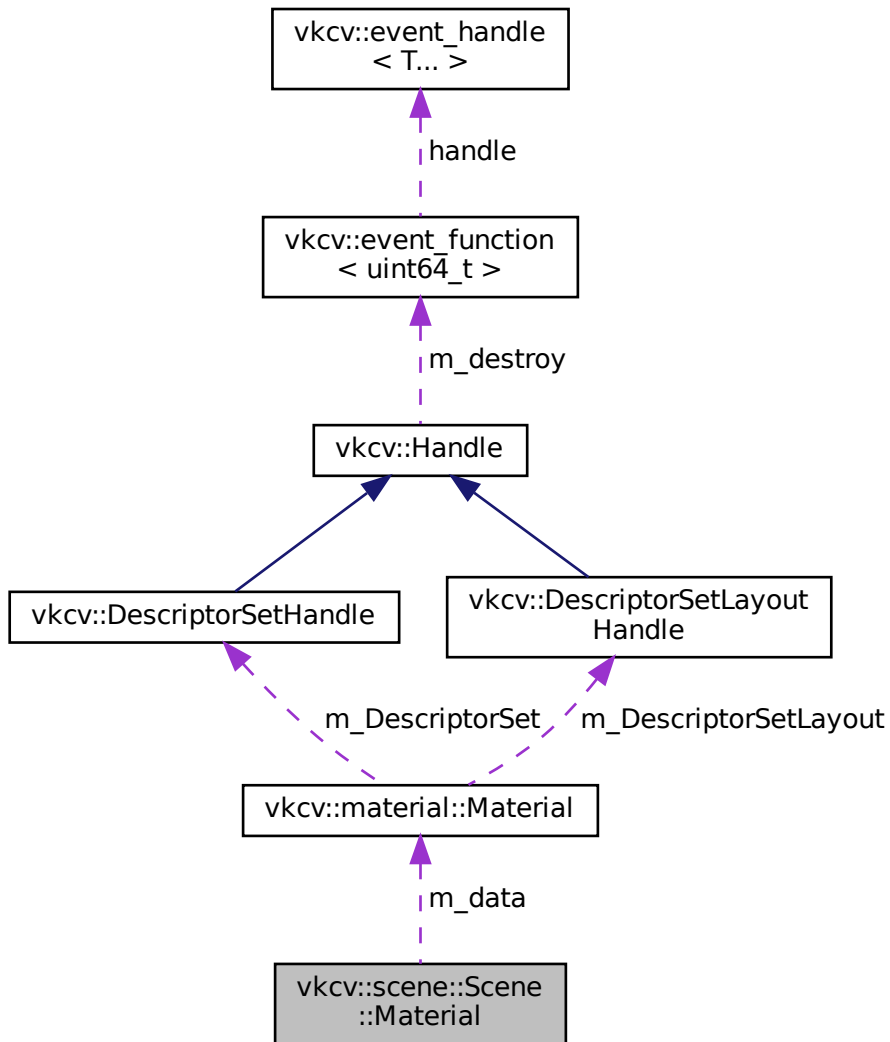 vkcv::event_handle
< T... >
handle
vkcv::event_function
< uint64_t >
m_destroy
vkcv::Handle
vkcv::DescriptorSetHandle
vkcv::DescriptorSetLayout
Handle
m_DescriptorSet
m_DescriptorSetLayout
vkcv::material::Material
m_data
vkcv::scene::Scene
::Material